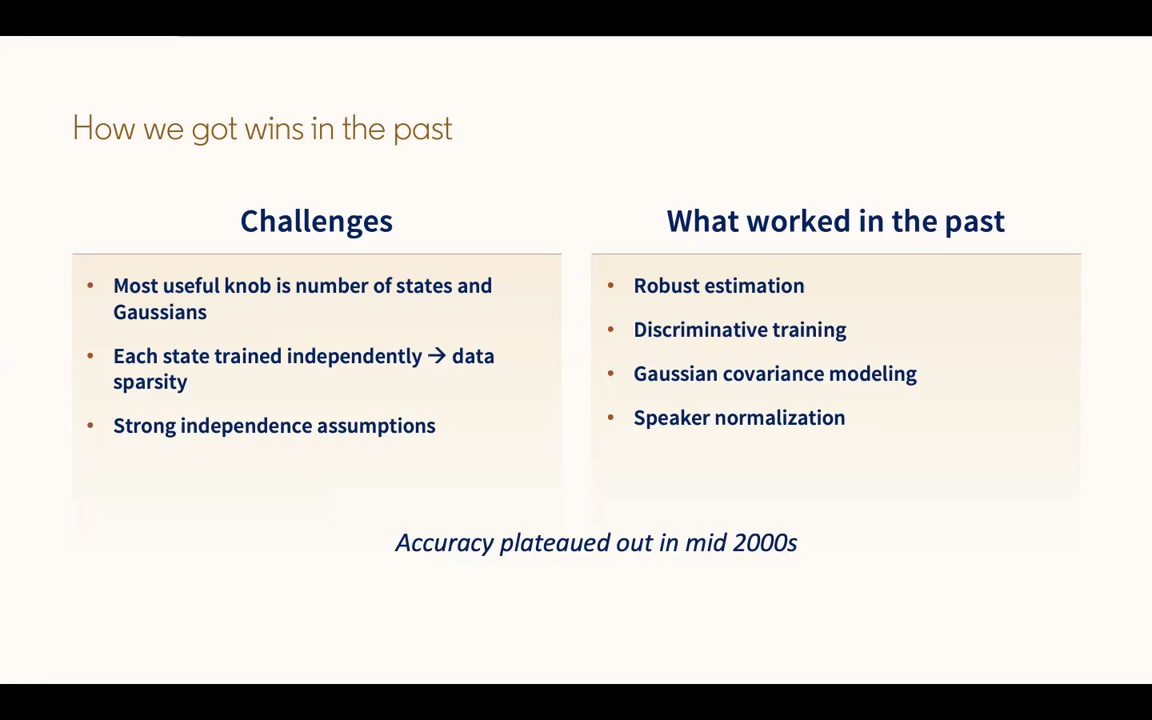 How we got wins in the past
Challenges
• Most useful knob is number of states and
Gaussians
• Each state trained independently → data
sparsity
• Strong independence assumptions
What worked in the past
• Robust estimation
• Discriminative training
• Gaussian covariance modeling
• Speaker normalization
Accuracy plateaued out in mid 2000s